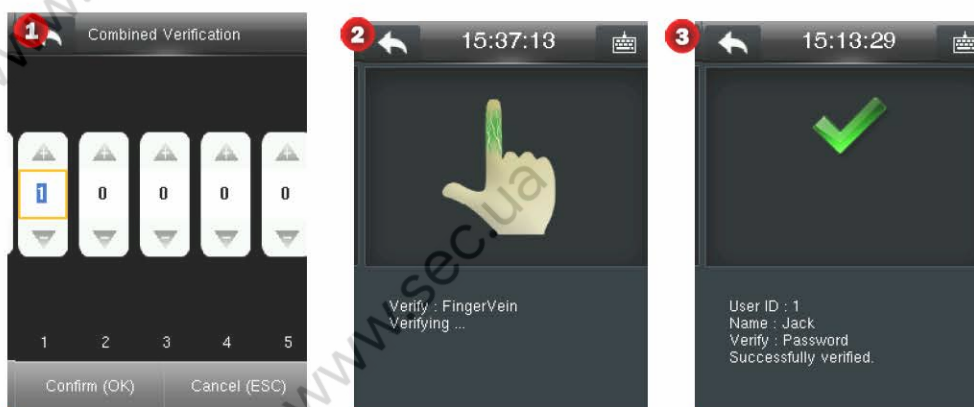 1
Combined Verification
1 0 0 0 0
1 2 3 4 5
Confirm (OK) Cancel (ESC)
2
15:37:13
Verify : FingerVein
Verifying ...
3
15:13:29
User ID : 1
Name : Jack
Verify : Password
Successfully verified.
www.sec.ua